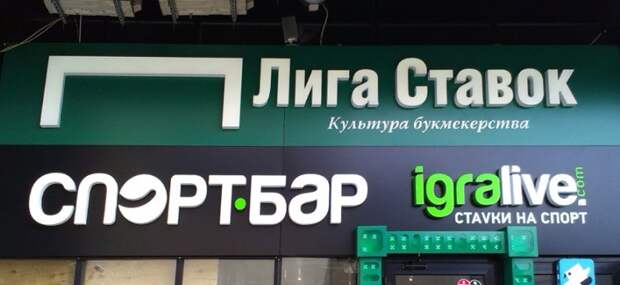 Лига Ставок
Культура букмекерства
СПОРТ·БАР
igralive.com
СТАВКИ НА СПОРТ